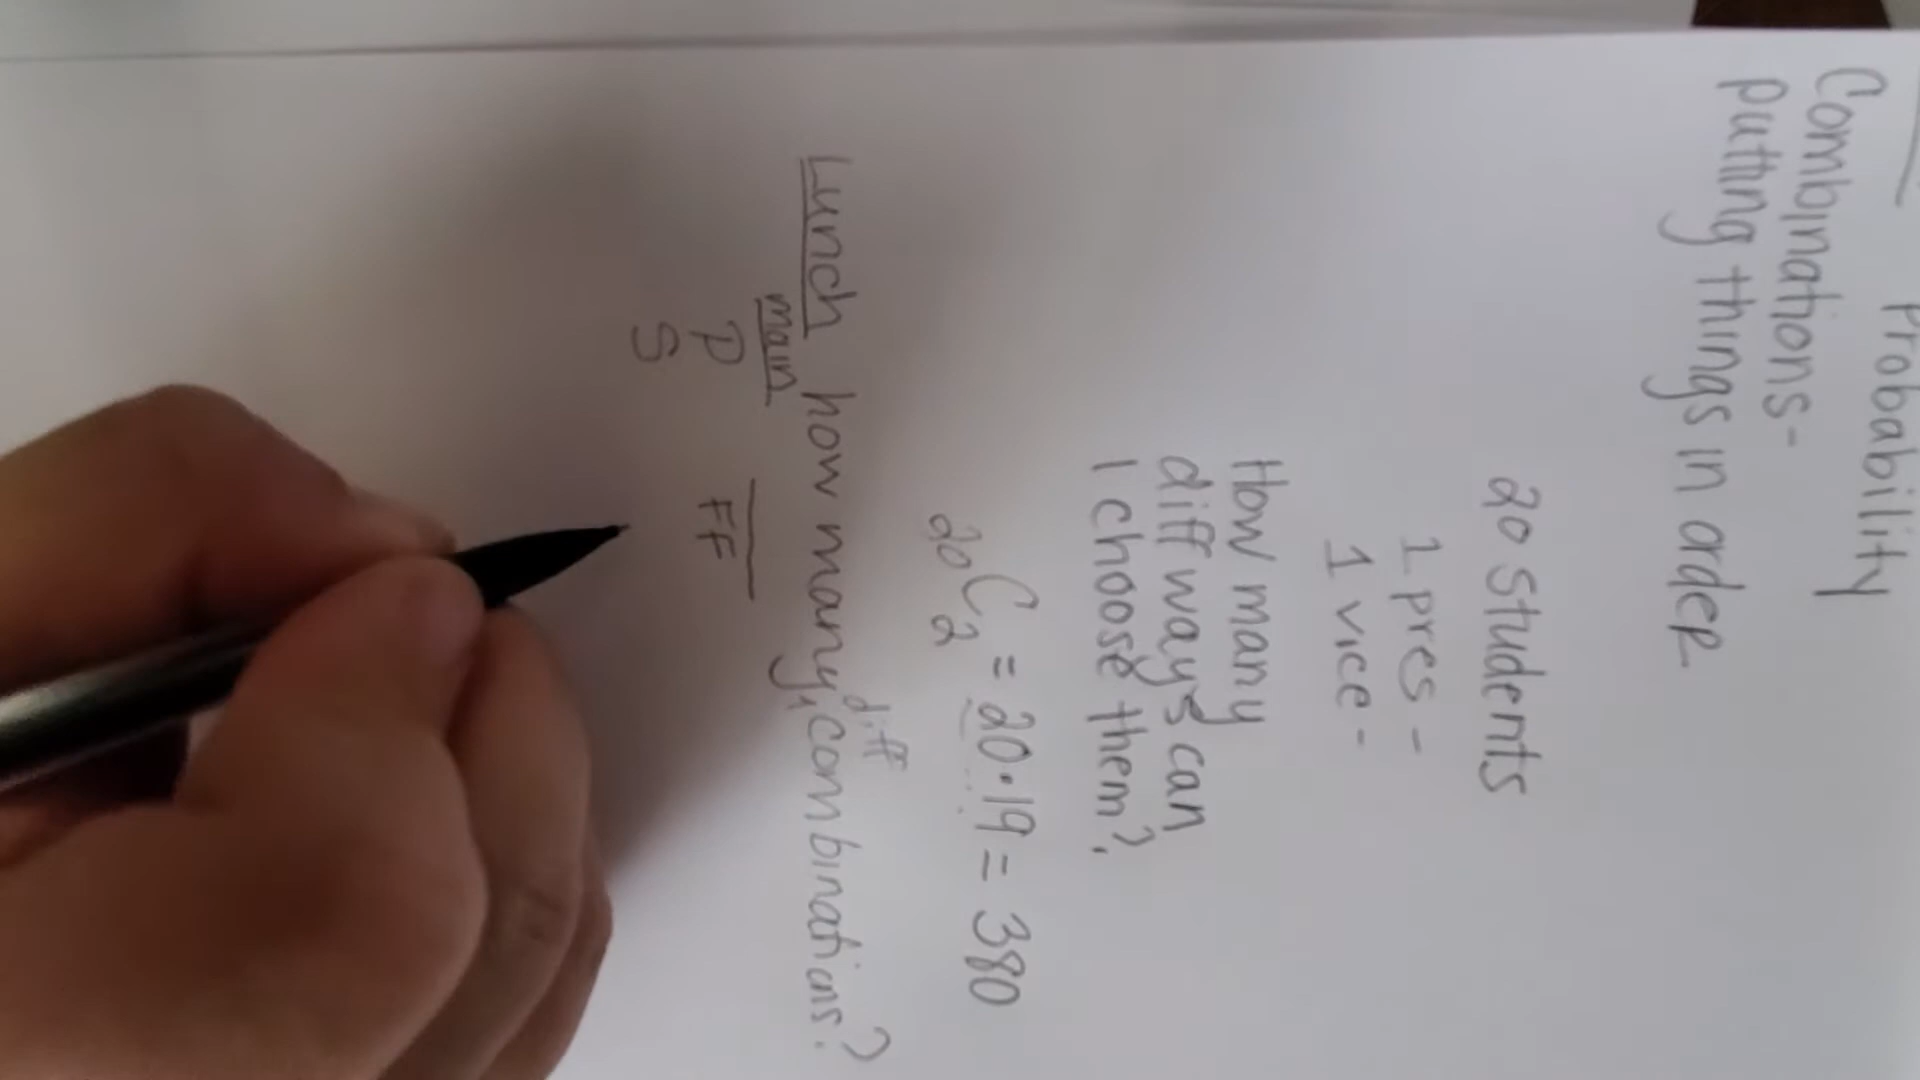 Probability
Combinations-
putting things in order
20 students
1 pres -
1 vice -
How many
diff ways can
I choose them?
20C2 = 20·19 = 380
diff
Lunch how many, combinations?
main
P FF
S